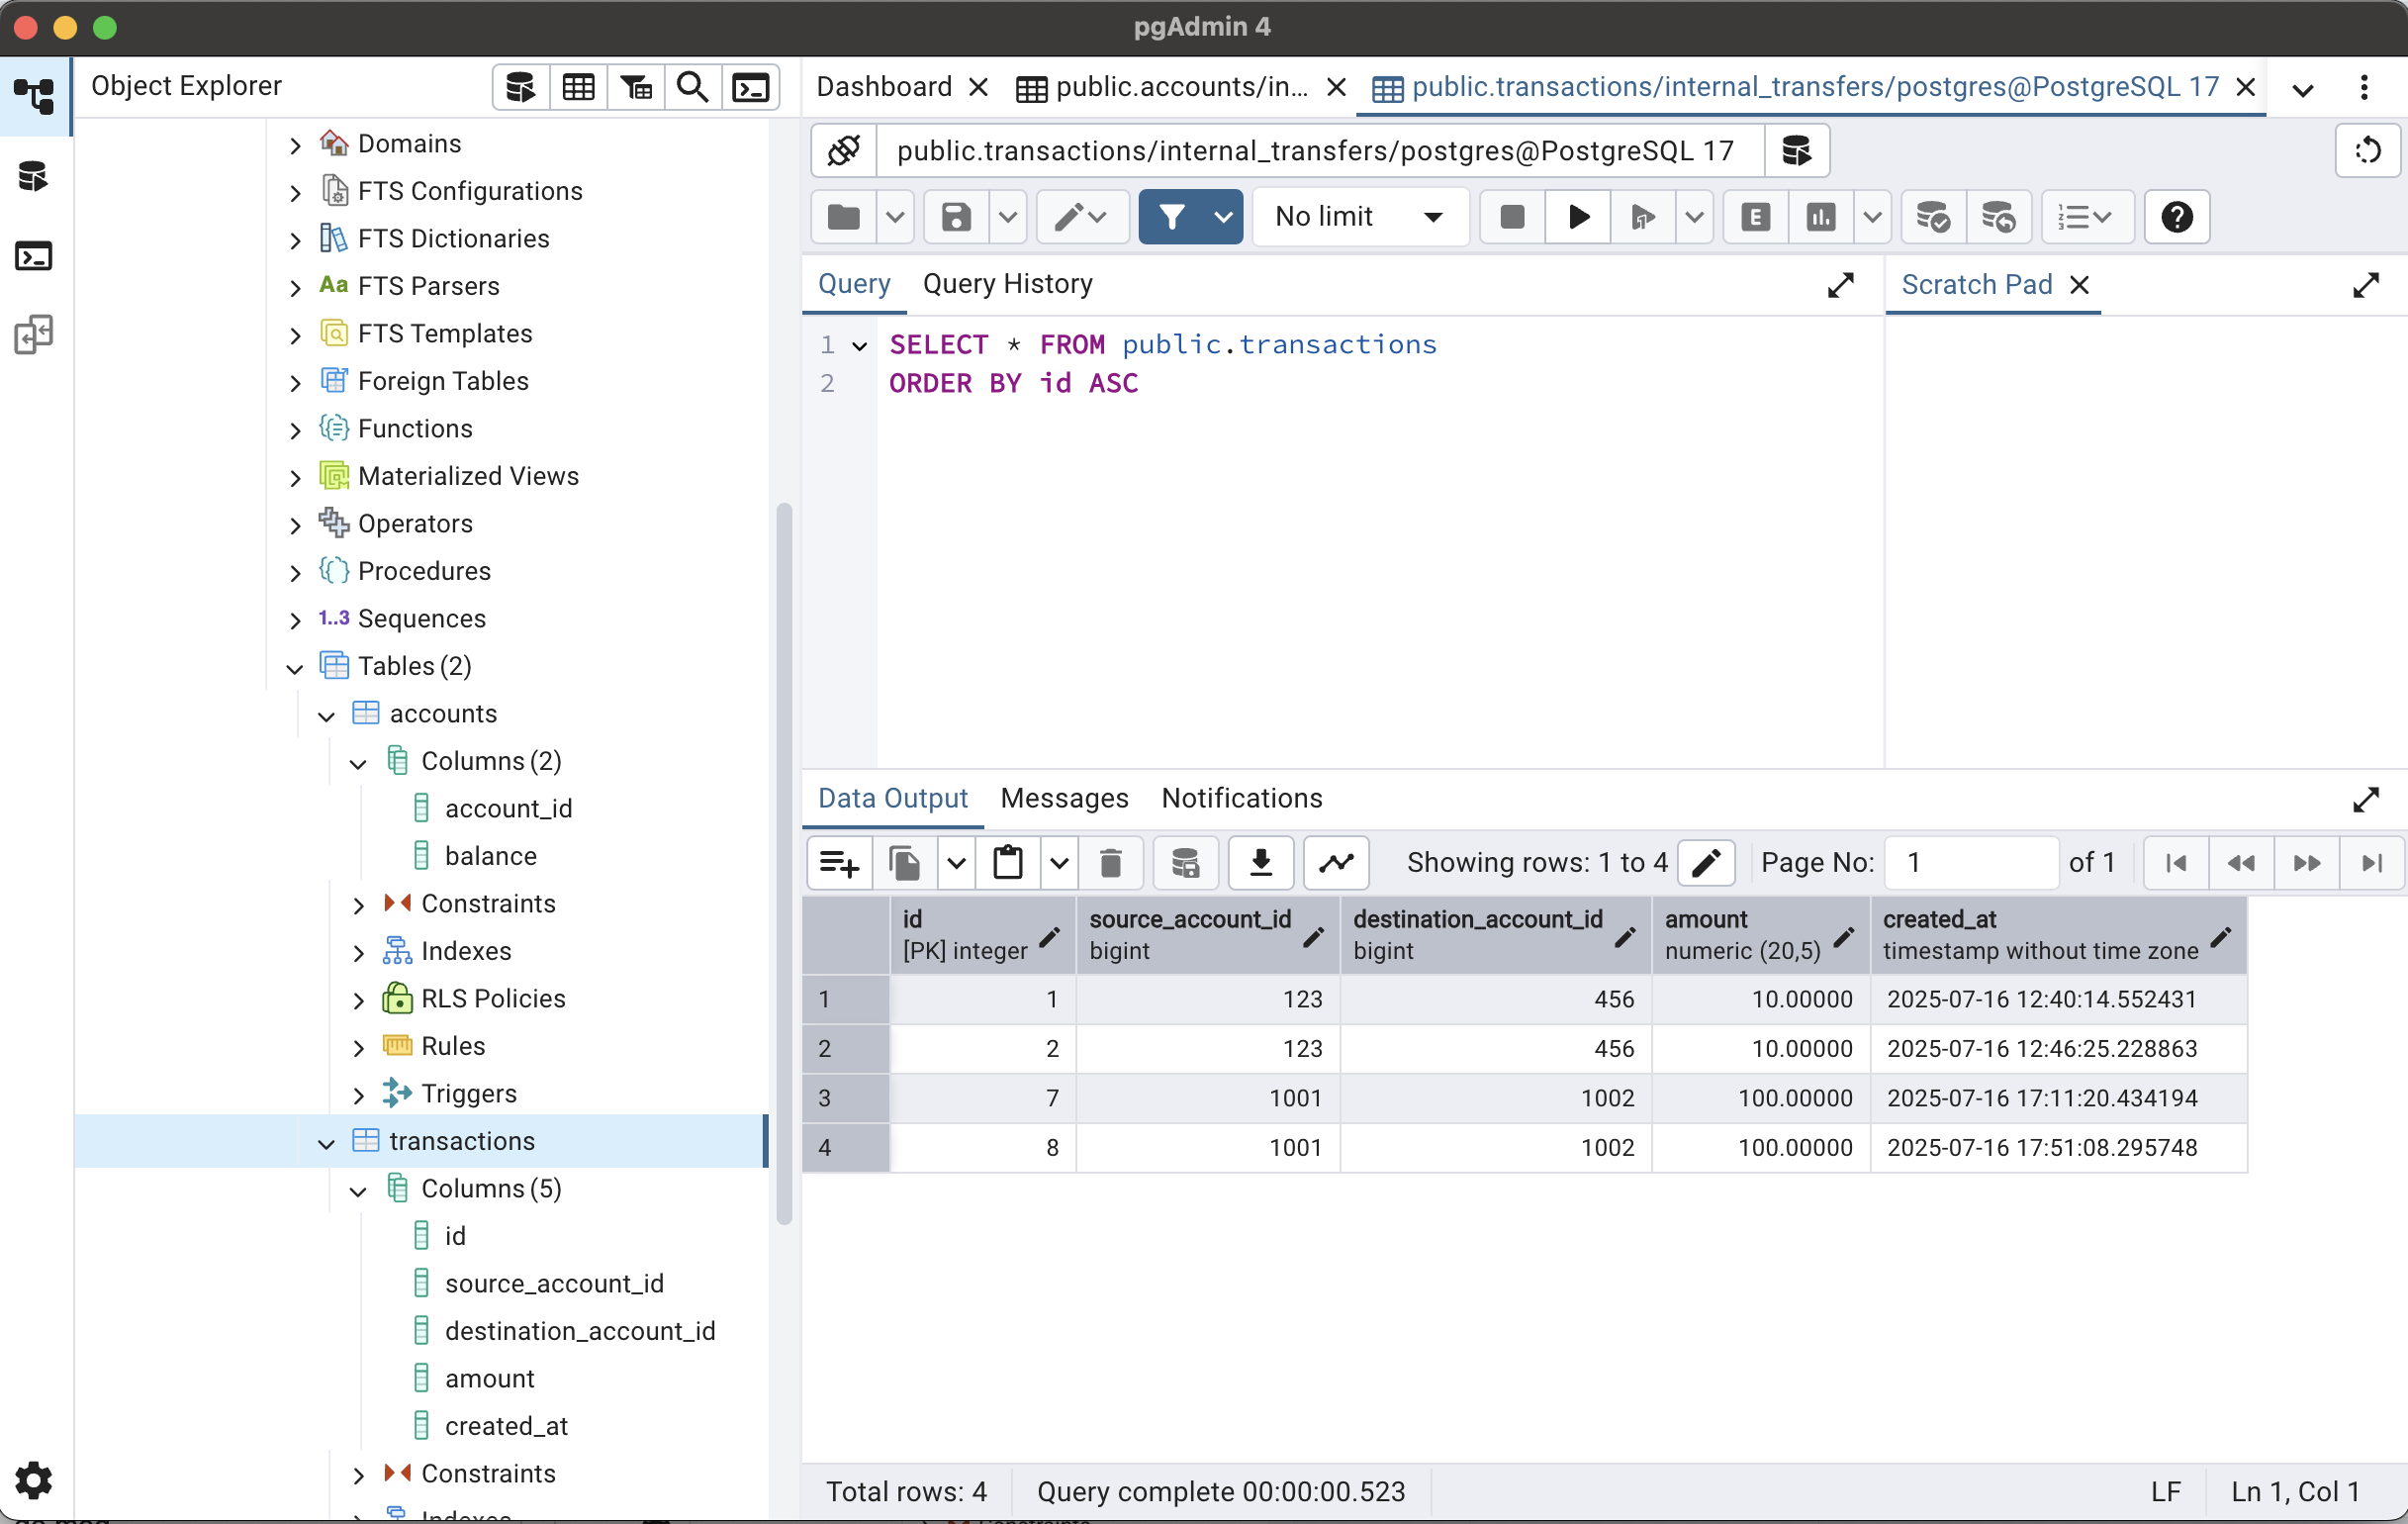 pgAdmin 4
Object Explorer
Domains
FTS Configurations
FTS Dictionaries
Aa FTS Parsers
FTS Templates
Foreign Tables
Functions
Materialized Views
Operators
Procedures
1..3 Sequences
Tables (2)
accounts
Columns (2)
account_id
balance
Constraints
Indexes
RLS Policies
Rules
Triggers
transactions
Columns (5)
id
source_account_id
destination_account_id
amount
created_at
Constraints
Indexes
Dashboard
public.accounts/in...
public.transactions/internal_transfers/postgres@PostgreSQL 17
public.transactions/internal_transfers/postgres@PostgreSQL 17
No limit
E
Query Query History
Scratch Pad
1 SELECT * FROM public.transactions
2 ORDER BY id ASC
Data Output Messages Notifications
Showing rows: 1 to 4 Page No: 1 of 1
id source_account_id destination_account_id amount created_at
[PK] integer bigint bigint numeric (20,5) timestamp without time zone
1 1 123 456 10.00000 2025-07-16 12:40:14.552431
2 2 123 456 10.00000 2025-07-16 12:46:25.228863
3 7 1001 1002 100.00000 2025-07-16 17:11:20.434194
4 8 1001 1002 100.00000 2025-07-16 17:51:08.295748
Total rows: 4 Query complete 00:00:00.523 LF Ln 1, Col 1